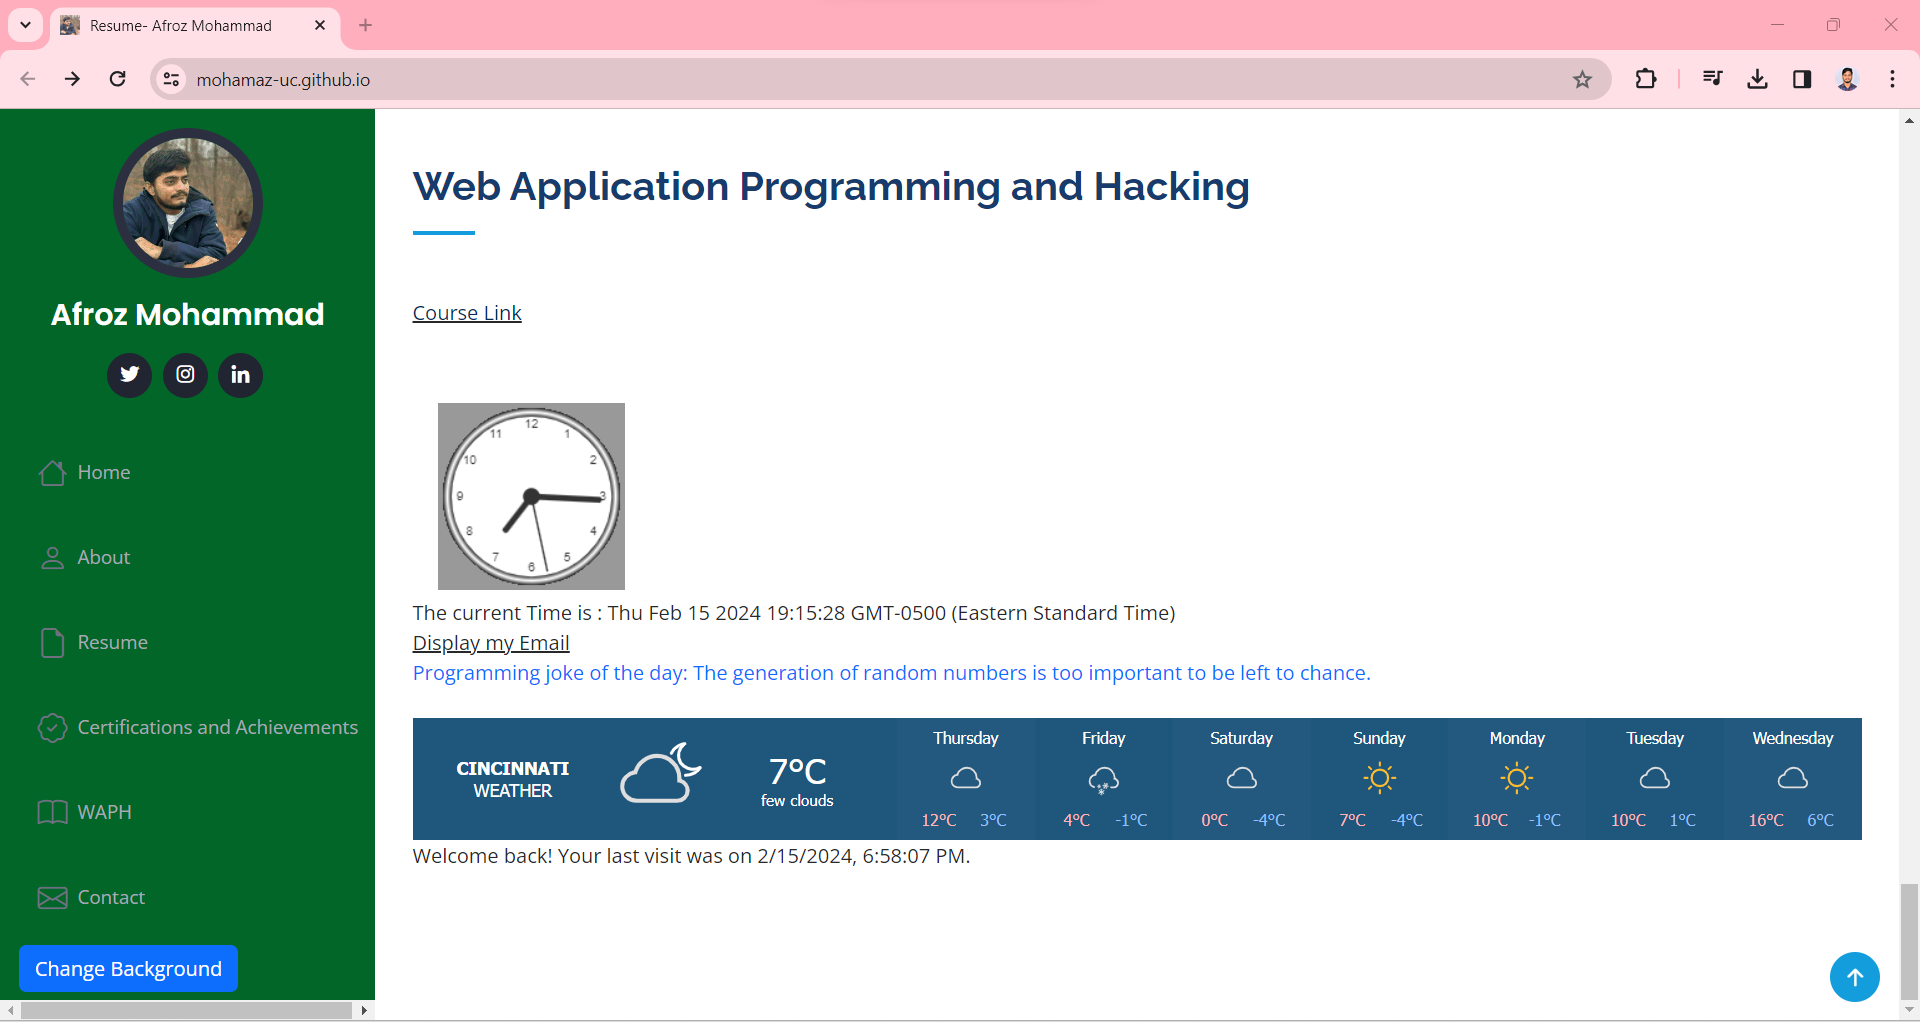 Resume- Afroz Mohammad
mohamaz-uc.github.io
Afroz Mohammad
Home
About
Resume
Certifications and Achievements
WAPH
Contact
Change Background
Web Application Programming and Hacking
Course Link
12
11 1
10 2
9 3
8 4
7 5
6
The current Time is : Thu Feb 15 2024 19:15:28 GMT-0500 (Eastern Standard Time)
Display my Email
Programming joke of the day: The generation of random numbers is too important to be left to chance.
CINCINNATI
WEATHER
7°C
few clouds
Thursday Friday Saturday Sunday Monday Tuesday Wednesday
12°C 3°C 4°C -1°C 0°C -4°C 7°C -4°C 10°C -1°C 10°C 1°C 16°C 6°C
Welcome back! Your last visit was on 2/15/2024, 6:58:07 PM.